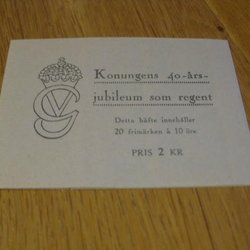 Konungens 40-års-
jubileum som regent
Detta häfte innehåller
20 frimärken à 10 öre.
PRIS 2 KR